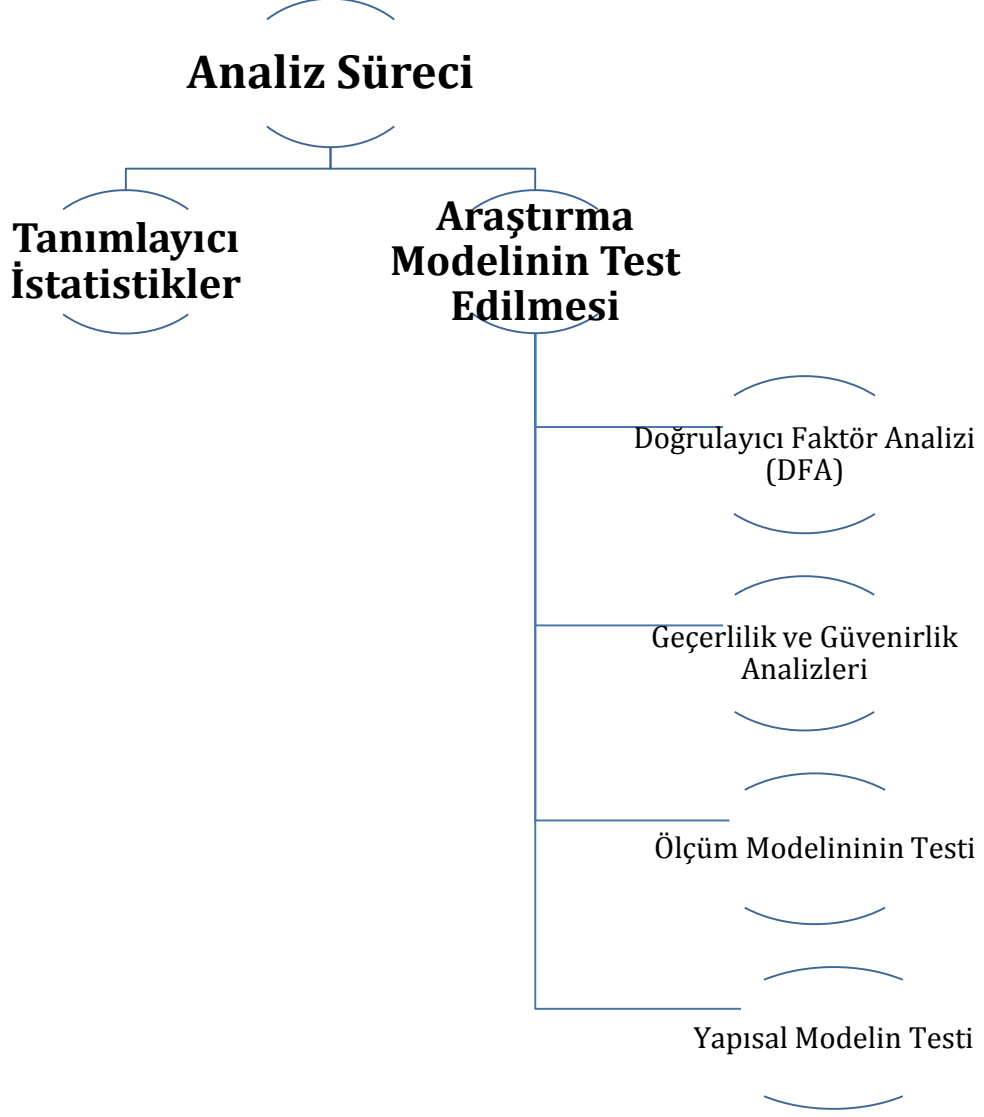 Analiz Süreci
Tanımlayıcı
İstatistikler
Araştırma
Modelinin Test
Edilmesi
Doğrulayıcı Faktör Analizi
(DFA)
Geçerlilik ve Güvenirlik
Analizleri
Ölçüm Modelininin Testi
Yapısal Modelin Testi